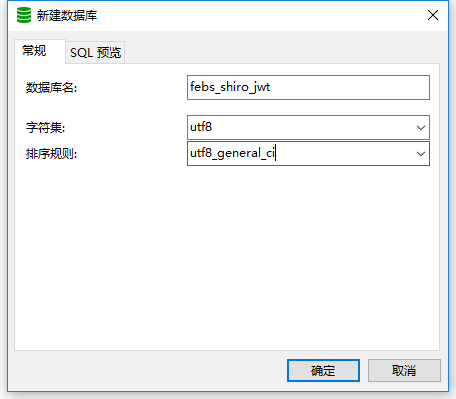 新建数据库
常规
SQL 预览
数据库名:
febs_shiro_jwt
字符集:
utf8
排序规则:
utf8_general_ci
确定
取消